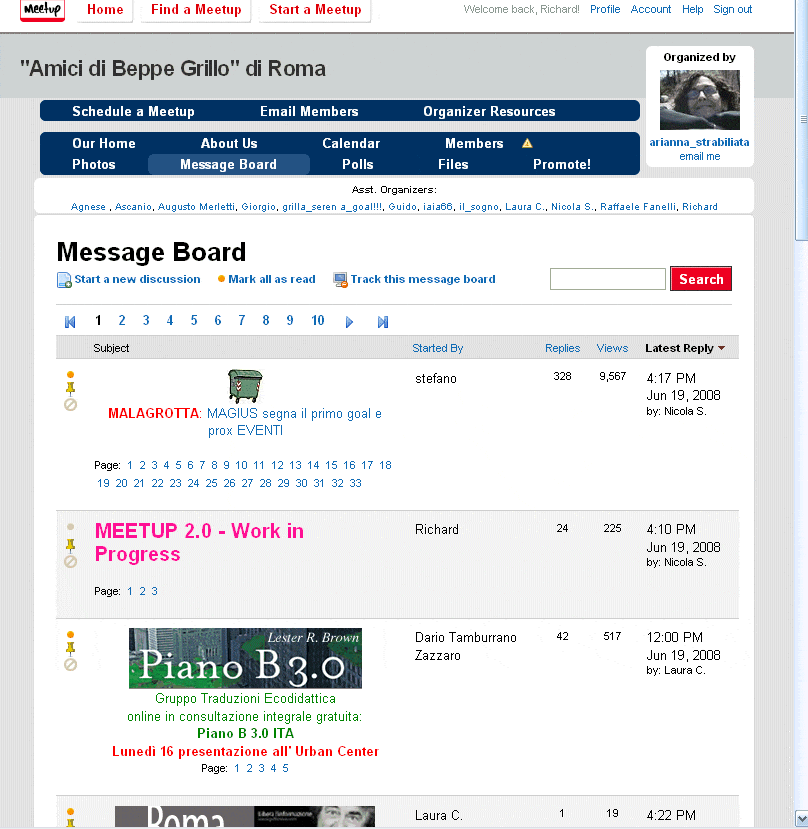 Meetup Home Find a Meetup Start a Meetup Welcome back, Richard! Profile Account Help Sign out
"Amici di Beppe Grillo" di Roma
Organized by
arianna_strabiliata
email me
Schedule a Meetup Email Members Organizer Resources
Our Home About Us Calendar Members
Photos Message Board Polls Files Promote!
Asst. Organizers:
Agnese , Ascanio, Augusto Merletti, Giorgio, grilla_seren a_goal!!!, Guido, iaia66, il_sogno, Laura C., Nicola S., Raffaele Fanelli, Richard
Message Board
Start a new discussion Mark all as read Track this message board Search
1 2 3 4 5 6 7 8 9 10
Subject Started By Replies Views Latest Reply
MALAGROTTA: MAGIUS segna il primo goal e
prox EVENTI
Page: 1 2 3 4 5 6 7 8 9 10 11 12 13 14 15 16 17 18
19 20 21 22 23 24 25 26 27 28 29 30 31 32 33
stefano 328 9,567 4:17 PM
Jun 19, 2008
by: Nicola S.
MEETUP 2.0 - Work in
Progress
Page: 1 2 3
Richard 24 225 4:10 PM
Jun 19, 2008
by: Nicola S.
Lester R. Brown
Piano B 3.0
Gruppo Traduzioni Ecodidattica
online in consultazione integrale gratuita:
Piano B 3.0 ITA
Lunedì 16 presentazione all' Urban Center
Page: 1 2 3 4 5
Dario Tamburrano
Zazzaro
42 517 12:00 PM
Jun 19, 2008
by: Laura C.
Roma
Laura C. 1 19 4:22 PM